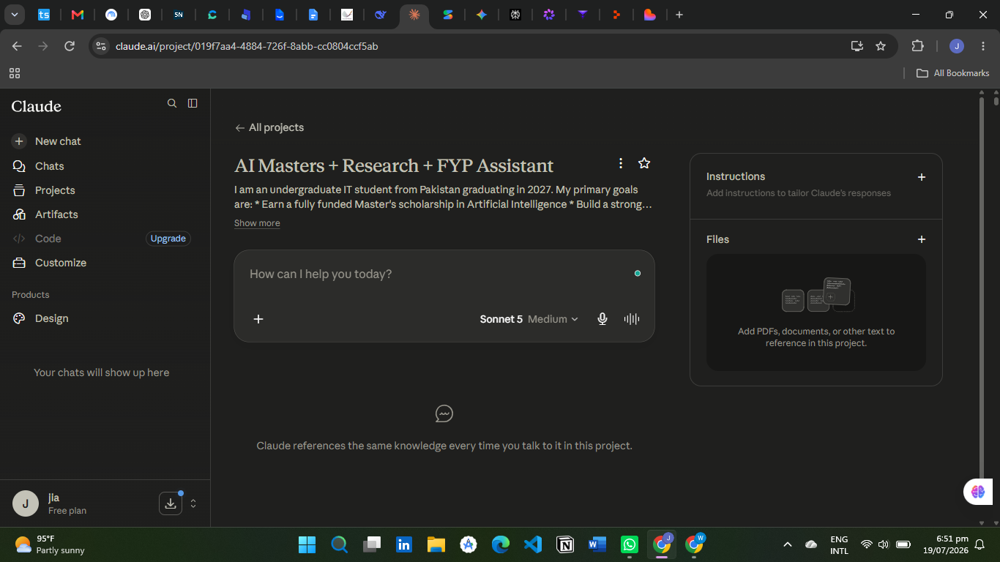 ts
SN
claude.ai/project/019f7aa4-4884-726f-8abb-cc0804ccf5ab
J
All Bookmarks
Claude
New chat
Chats
Projects
Artifacts
Code
Upgrade
Customize
Products
Design
Your chats will show up here
J
jia
Free plan
← All projects
AI Masters + Research + FYP Assistant
I am an undergraduate IT student from Pakistan graduating in 2027. My primary goals
are: * Earn a fully funded Master's scholarship in Artificial Intelligence * Build a strong…
Show more
How can I help you today?
Sonnet 5 Medium
Claude references the same knowledge every time you talk to it in this project.
Instructions
Add instructions to tailor Claude's responses
Files
Add PDFs, documents, or other text to
reference in this project.
95°F
Partly sunny
in
J
W
ENG
INTL
6:51 pm
19/07/2026